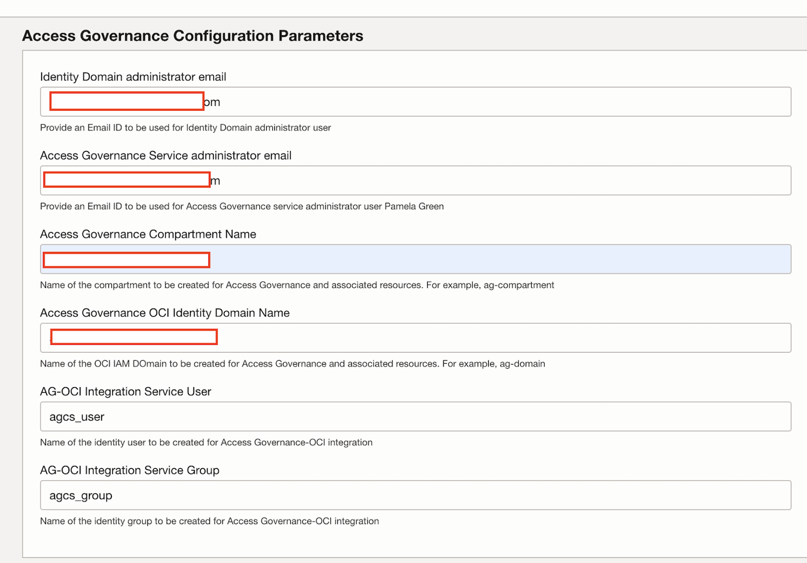 Access Governance Configuration Parameters
Identity Domain administrator email
om
Provide an Email ID to be used for Identity Domain administrator user
Access Governance Service administrator email
m
Provide an Email ID to be used for Access Governance service administrator user Pamela Green
Access Governance Compartment Name
Name of the compartment to be created for Access Governance and associated resources. For example, ag-compartment
Access Governance OCI Identity Domain Name
Name of the OCI IAM DOmain to be created for Access Governance and associated resources. For example, ag-domain
AG-OCI Integration Service User
agcs_user
Name of the identity user to be created for Access Governance-OCI integration
AG-OCI Integration Service Group
agcs_group
Name of the identity group to be created for Access Governance-OCI integration